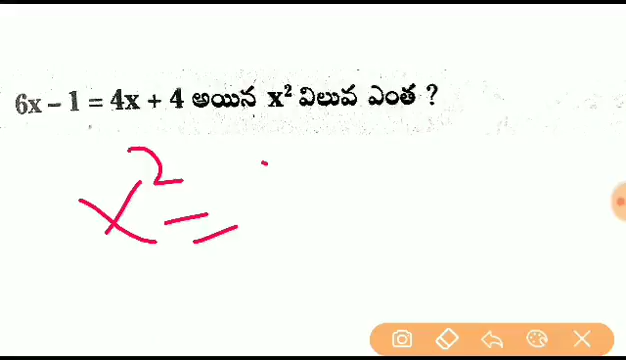 6x – 1 = 4x + 4 అయిన x² విలువ ఎంత ?
x² =